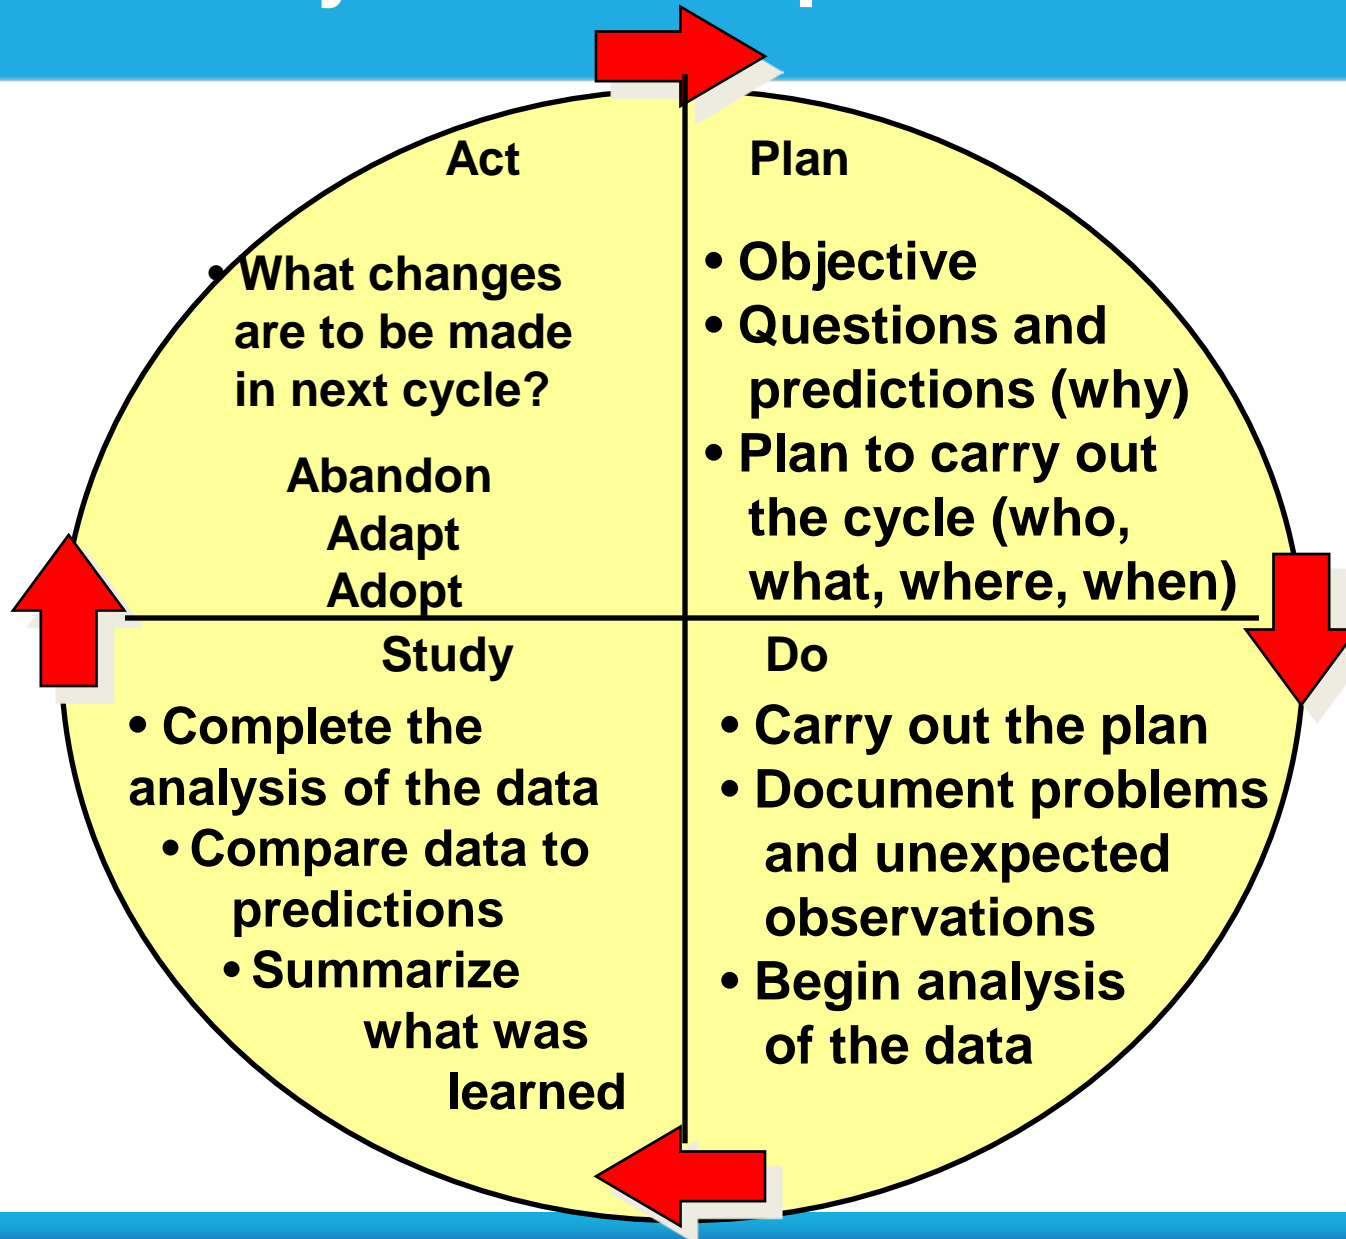 Act
• What changes
are to be made
in next cycle?
Abandon
Adapt
Adopt
Plan
• Objective
• Questions and
predictions (why)
• Plan to carry out
the cycle (who,
what, where, when)
Study
• Complete the
analysis of the data
• Compare data to
predictions
• Summarize
what was
learned
Do
• Carry out the plan
• Document problems
and unexpected
observations
• Begin analysis
of the data